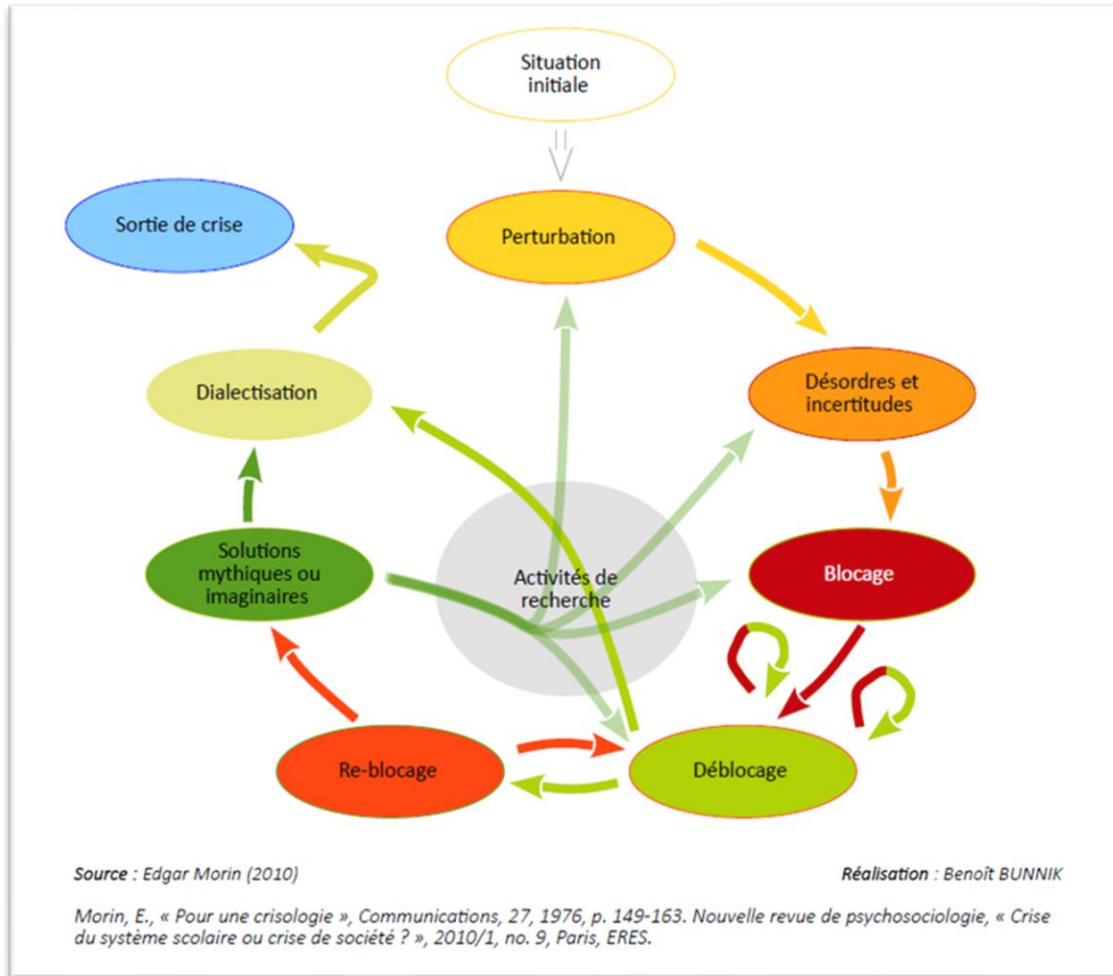 Situation
initiale
Sortie de crise
Perturbation
Dialectisation
Désordres et
incertitudes
Solutions
mythiques ou
imaginaires
Activités de
recherche
Blocage
Re-blocage
Déblocage
Source : Edgar Morin (2010)
Réalisation : Benoît BUNNIK
Morin, E., « Pour une crisologie », Communications, 27, 1976, p. 149-163. Nouvelle revue de psychosociologie, « Crise
du système scolaire ou crise de société ? », 2010/1, no. 9, Paris, ERES.